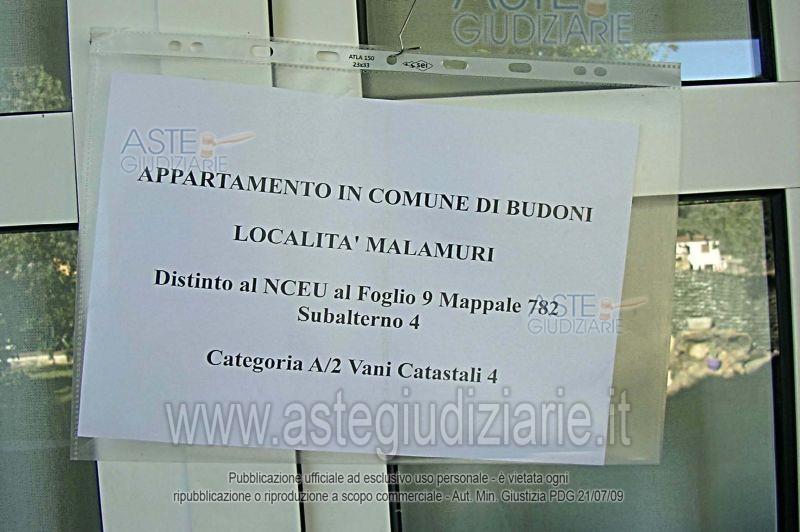 ASTE
GIUDIZIARIE
ATLA 150
23x33
sei
ASTE
GIUDIZIARIE
APPARTAMENTO IN COMUNE DI BUDONI
LOCALITA' MALAMURI
Distinto al NCEU al Foglio 9 Mappale 782
Subalterno 4
ASTE
GIUDIZIARIE
Categoria A/2 Vani Catastali 4
www.astegiudiziarie.it
Pubblicazione ufficiale ad esclusivo uso personale - è vietata ogni
ripubblicazione o riproduzione a scopo commerciale - Aut. Min. Giustizia PDG 21/07/09